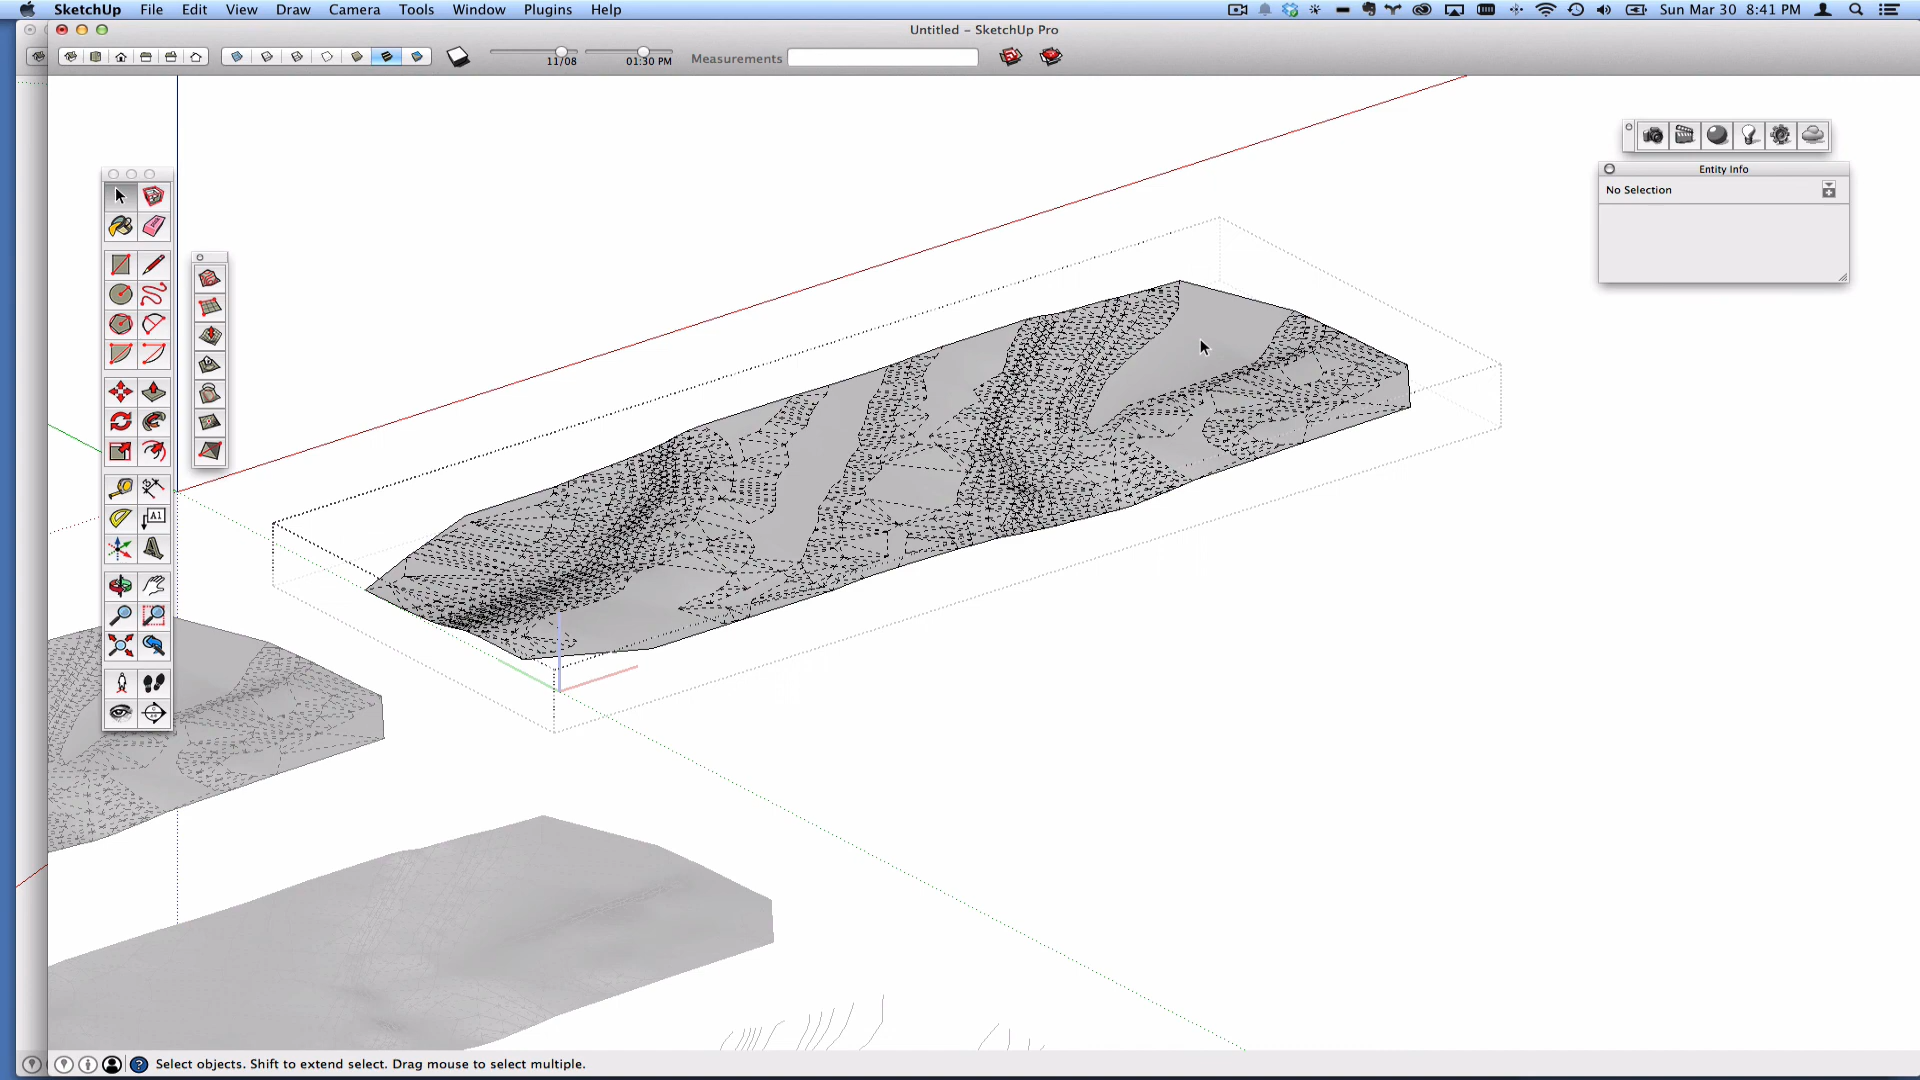 SketchUp File Edit View Draw Camera Tools Window Plugins Help
Sun Mar 30 8:41 PM
Untitled – SketchUp Pro
11/08
01:30 PM
Measurements
Entity Info
No Selection
A1
Select objects. Shift to extend select. Drag mouse to select multiple.